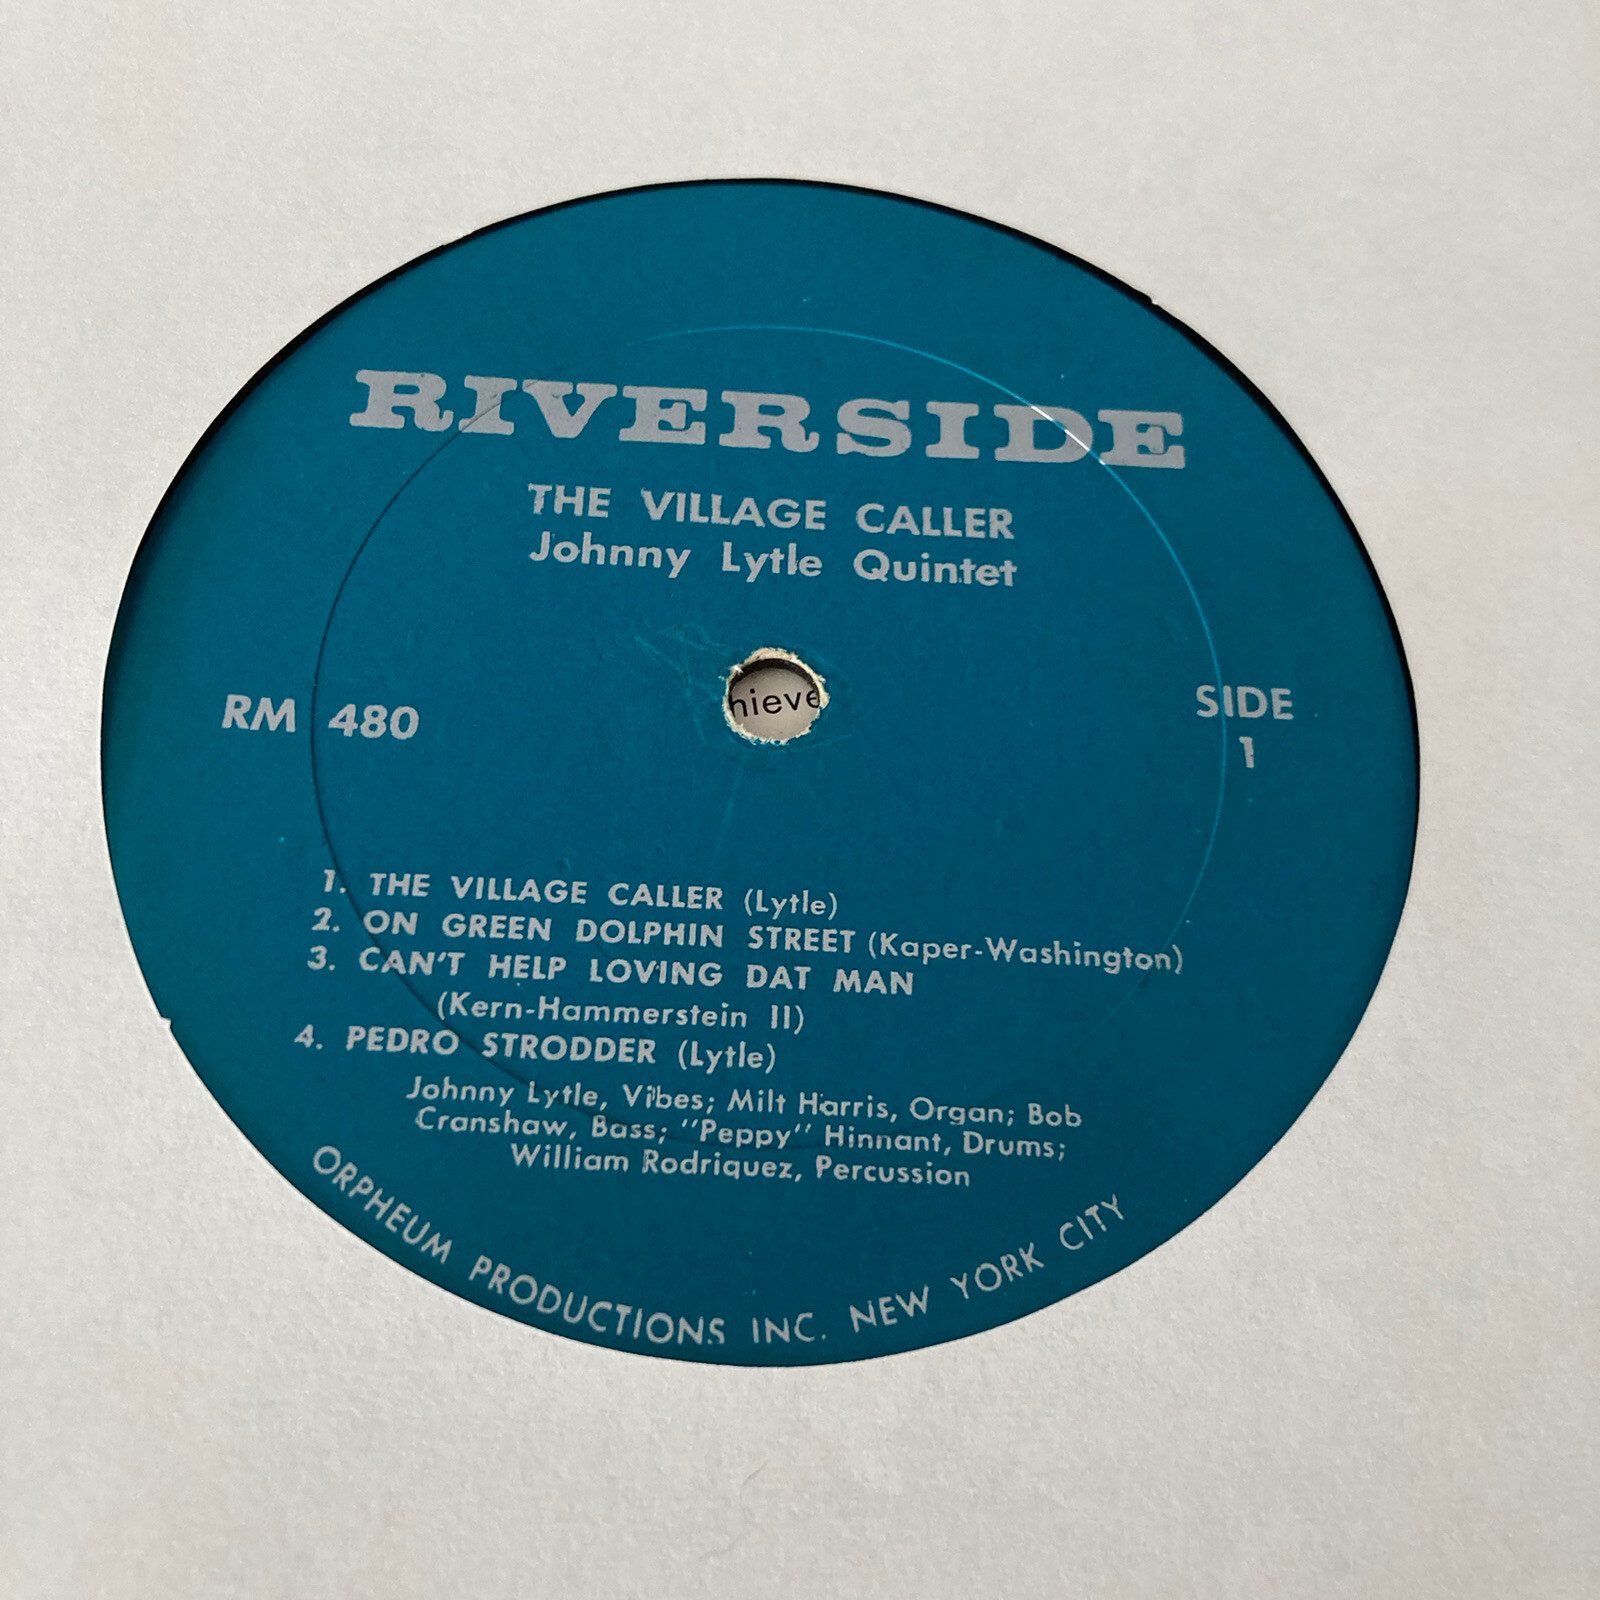 RIVERSIDE
THE VILLAGE CALLER
Johnny Lytle Quintet
hieve
RM 480
SIDE
1
1. THE VILLAGE CALLER (Lytle)
2. ON GREEN DOLPHIN STREET (Kaper-Washington)
3. CAN'T HELP LOVING DAT MAN
(Kern-Hammerstein II)
4. PEDRO STRODDER (Lytle)
Johnny Lytle, Vibes; Milt Harris, Organ; Bob
Cranshaw, Bass; "Peppy" Hinnant, Drums;
William Rodriquez, Percussion
ORPHEUM PRODUCTIONS INC. NEW YORK CITY